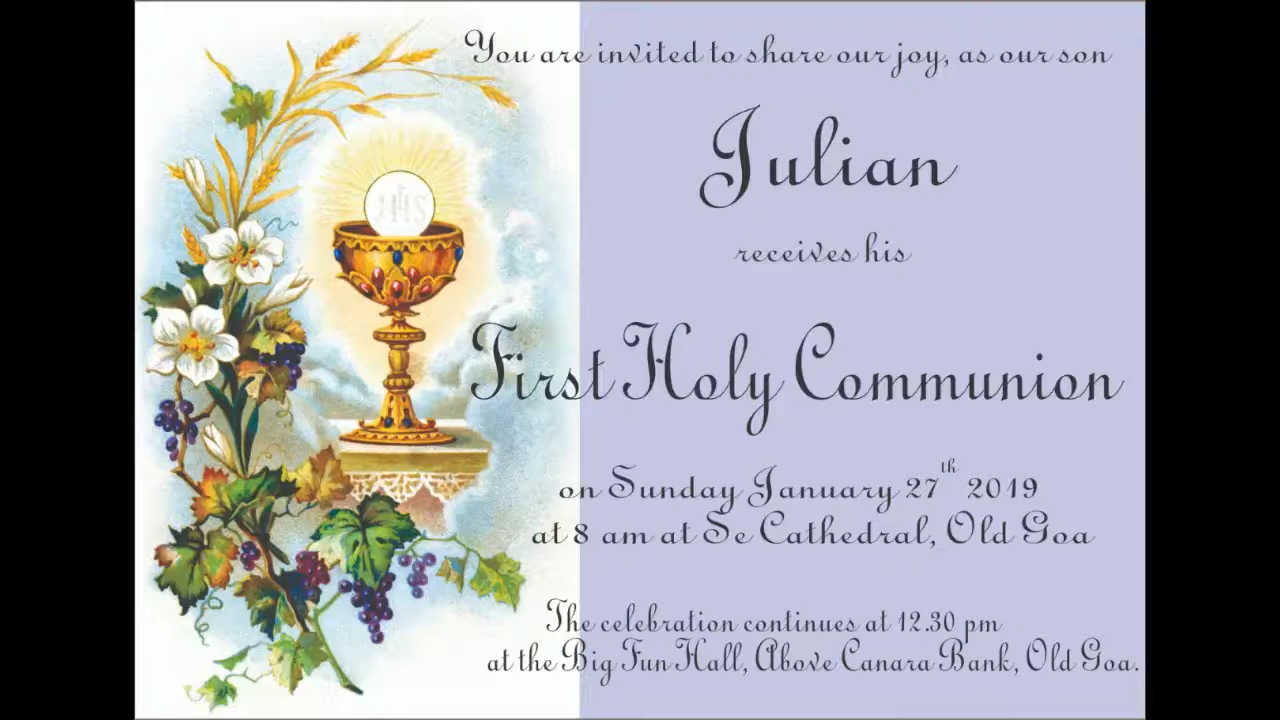 You are invited to share our joy, as our son
Julian
receives his
First Holy Communion
on Sunday January 27th 2019
at 8 am at Se Cathedral, Old Goa
The celebration continues at 12.30 pm
at the Big Fun Hall, Above Canara Bank, Old Goa.
IHS